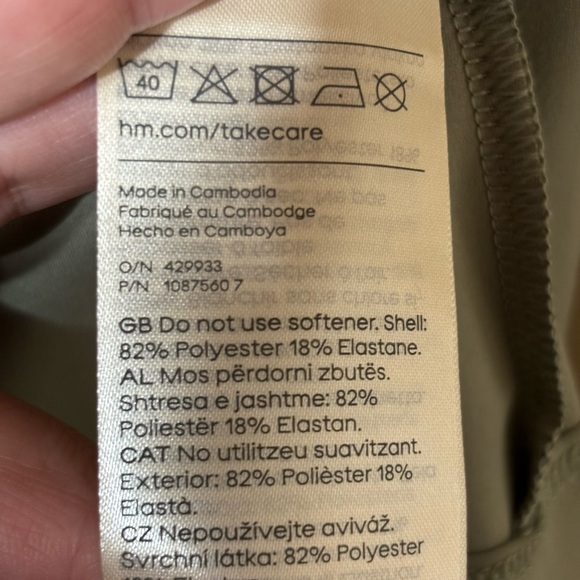 40
hm.com/takecare
Made in Cambodia
Fabriqué au Cambodge
Hecho en Camboya
O/N 429933
P/N 1087560 7
GB Do not use softener. Shell:
82% Polyester 18% Elastane.
AL Mos përdorni zbutës.
Shtresa e jashtme: 82%
Poliestër 18% Elastan.
CAT No utilitzeu suavitzant.
Exterior: 82% Polièster 18%
Elastà.
CZ Nepoužívejte aviváž.
Svrchní látka: 82% Polyester